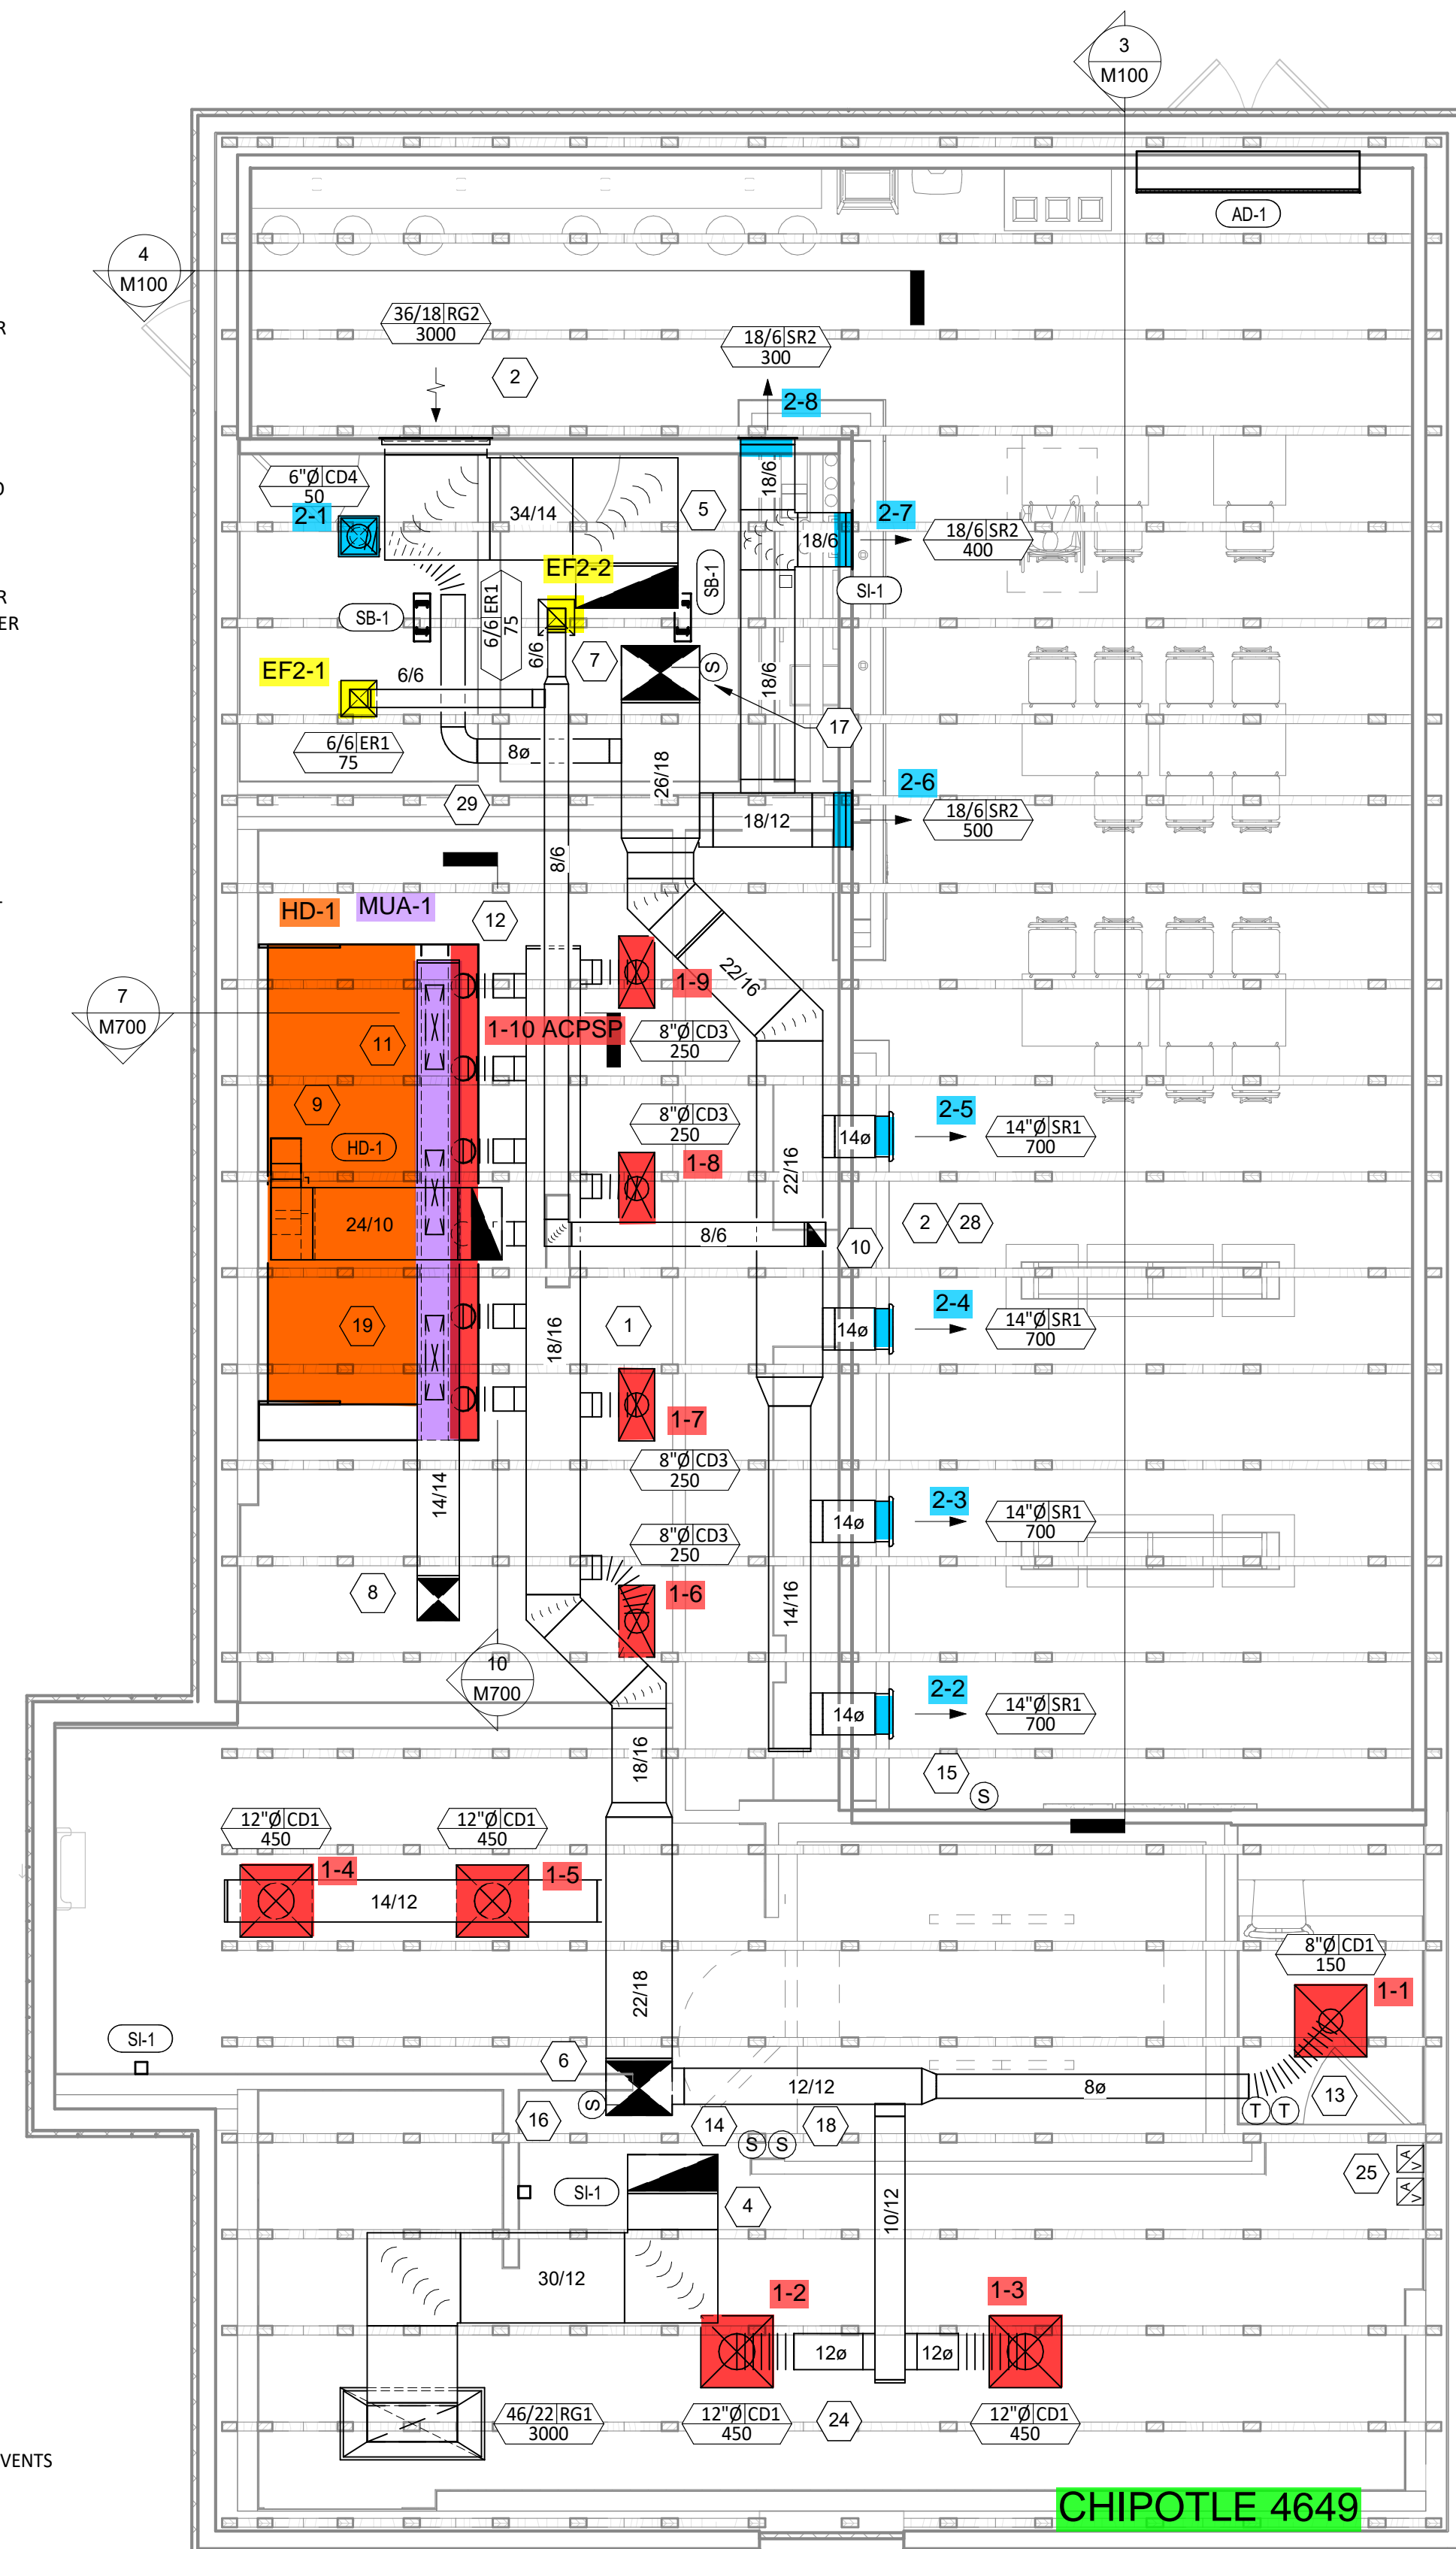 3
M100
AD-1
4
M100
36/18 RG2
3000
R
18/6 SR2
300
2
2-8
6"Ø CD4
50
2-1
18/6
34/14
5
2-7
18/6
18/6 SR2
400
EF2-2
SB-1
SI-1
R
SB-1
6/6 ER1
75
6/6
7
S
ER
EF2-1
6/6
18/6
17
6/6 ER1
75
8ø
26/18
2-6
29
18/12
18/6 SR2
500
8/6
HD-1
MUA-1
12
22/16
1-9
7
M700
11
1-10 ACPSP
8"Ø CD3
250
9
8"Ø CD3
250
2-5
14ø
14"Ø SR1
700
HD-1
1-8
22/16
24/10
8/6
10
2
28
19
1
18/16
2-4
14ø
14"Ø SR1
700
1-7
8"Ø CD3
250
14/14
2-3
14ø
14"Ø SR1
700
8"Ø CD3
250
8
1-6
14/16
10
M700
2-2
14ø
14"Ø SR1
700
18/16
15
S
12"Ø CD1
450
12"Ø CD1
450
1-4
1-5
14/12
8"Ø CD1
150
1-1
22/18
SI-1
6
12/12
8ø
S
16
14
18
T
T
13
S
S
25
A
V
A
V
SI-1
4
10/12
30/12
1-2
1-3
12ø
12ø
46/22 RG1
3000
12"Ø CD1
450
24
12"Ø CD1
450
VENTS
CHIPOTLE 4649